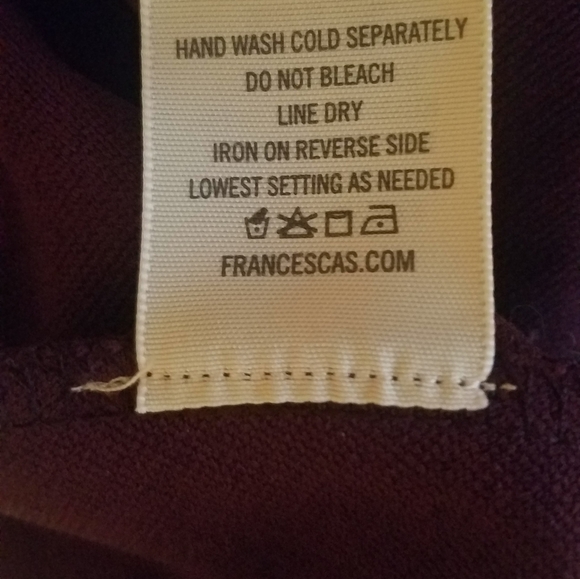 HAND WASH COLD SEPARATELY
DO NOT BLEACH
LINE DRY
IRON ON REVERSE SIDE
LOWEST SETTING AS NEEDED
FRANCESCAS.COM